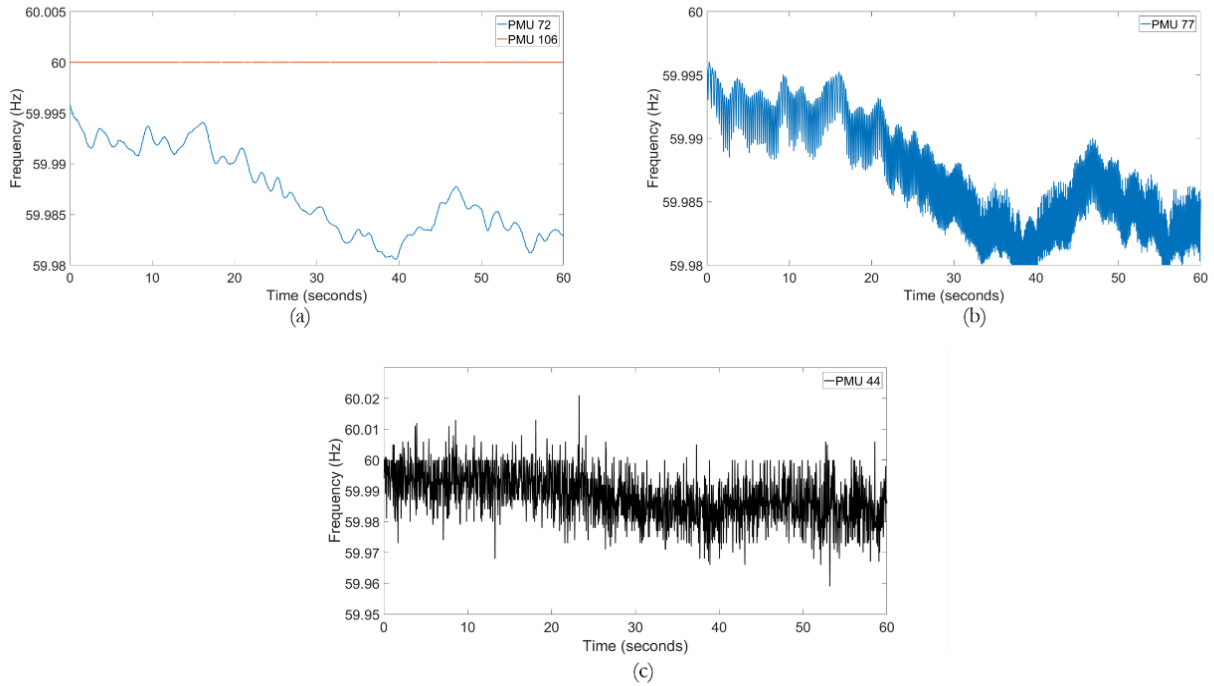 60.005
PMU 72
PMU 106
60
59.995
59.99
59.985
59.98
Frequency (Hz)
0 10 20 30 40 50 60
Time (seconds)
(a)
60
PMU 77
59.995
59.99
59.985
59.98
Frequency (Hz)
0 10 20 30 40 50 60
Time (seconds)
(b)
PMU 44
60.02
60.01
60
59.99
59.98
59.97
59.96
59.95
Frequency (Hz)
0 10 20 30 40 50 60
Time (seconds)
(c)